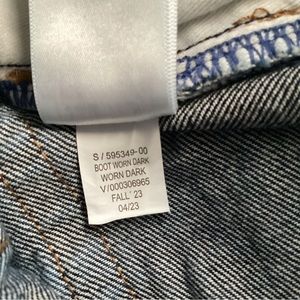 S / 595349-00
BOOT WORN DARK
WORN DARK
V/000306965
FALL' 23
04/23